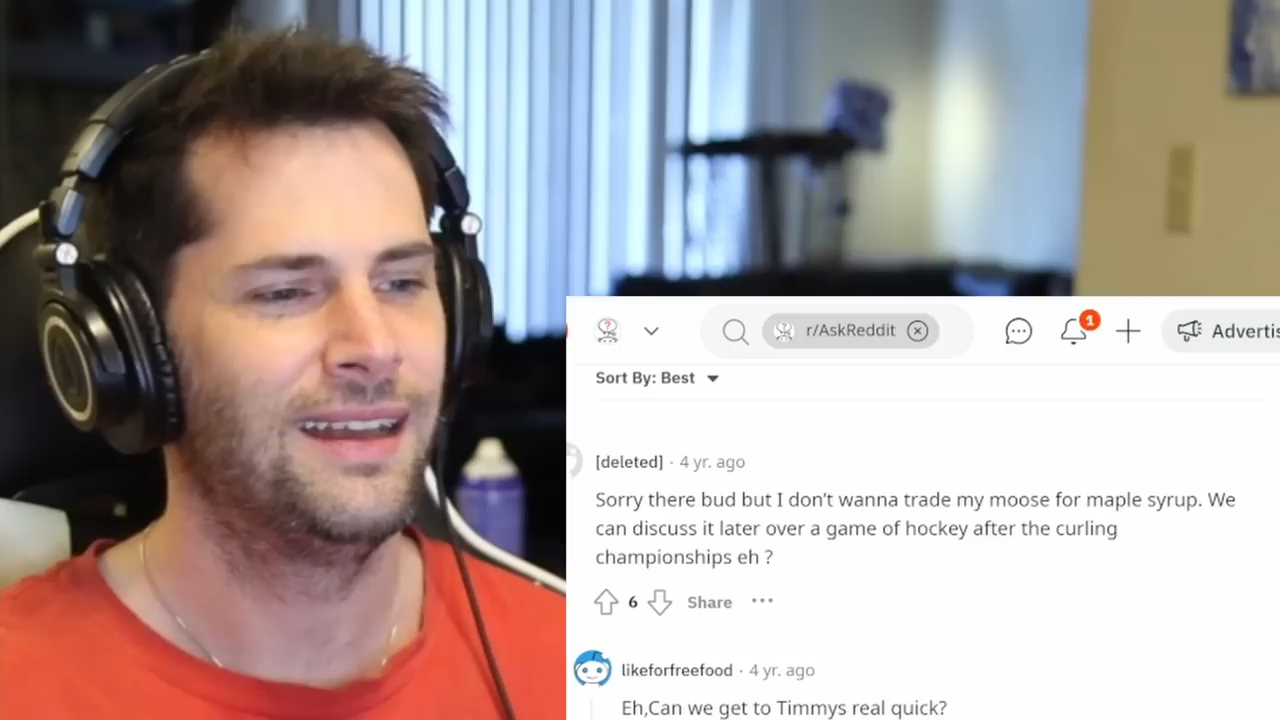 r/AskReddit
1
Sort By: Best
[deleted] · 4 yr. ago
Sorry there bud but I don't wanna trade my moose for maple syrup. We
can discuss it later over a game of hockey after the curling
championships eh ?
6
Share
likeforfreefood · 4 yr. ago
Eh,Can we get to Timmys real quick?